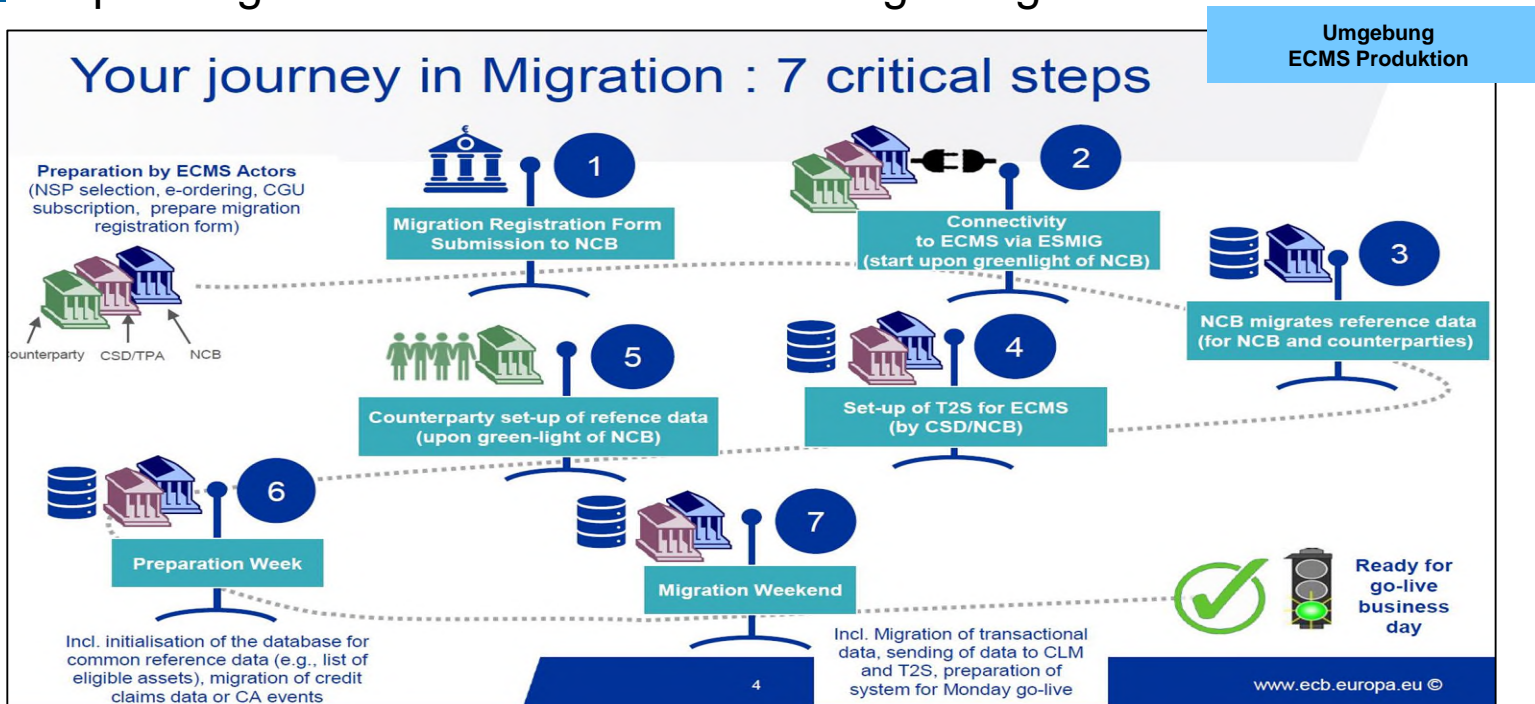 Umgebung
ECMS Produktion
Your journey in Migration : 7 critical steps
Preparation by ECMS Actors
(NSP selection, e-ordering, CGU
subscription, prepare migration
registration form)
CSD/TPA
NCB
1
Migration Registration Form
Submission to NCB
2
Connectivity
to ECMS via ESMIG
(start upon greenlight of NCB)
3
NCB migrates reference data
(for NCB and counterparties)
4
Set-up of T2S for ECMS
(by CSD/NCB)
5
Counterparty set-up of refence data
(upon green-light of NCB)
6
Preparation Week
Incl. initialisation of the database for
common reference data (e.g., list of
eligible assets), migration of credit
claims data or CA events
7
Migration Weekend
Incl. Migration of transactional
data, sending of data to CLM
and T2S, preparation of
system for Monday go-live
Ready for
go-live
business
day
4
www.ecb.europa.eu ©